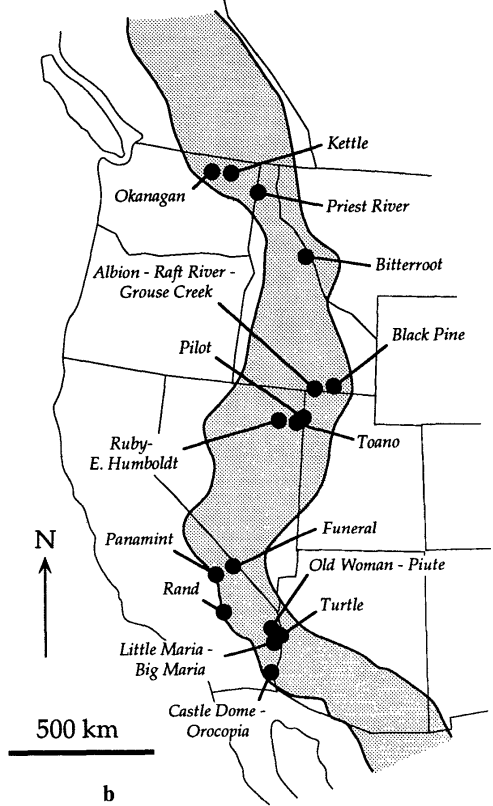 Kettle
Okanagan
Priest River
Bitterroot
Albion - Raft River -
Grouse Creek
Black Pine
Pilot
Ruby-
E. Humboldt
Toano
N
Funeral
Panamint
Old Woman - Piute
Rand
Turtle
Little Maria -
Big Maria
500 km
Castle Dome -
Orocopia
b